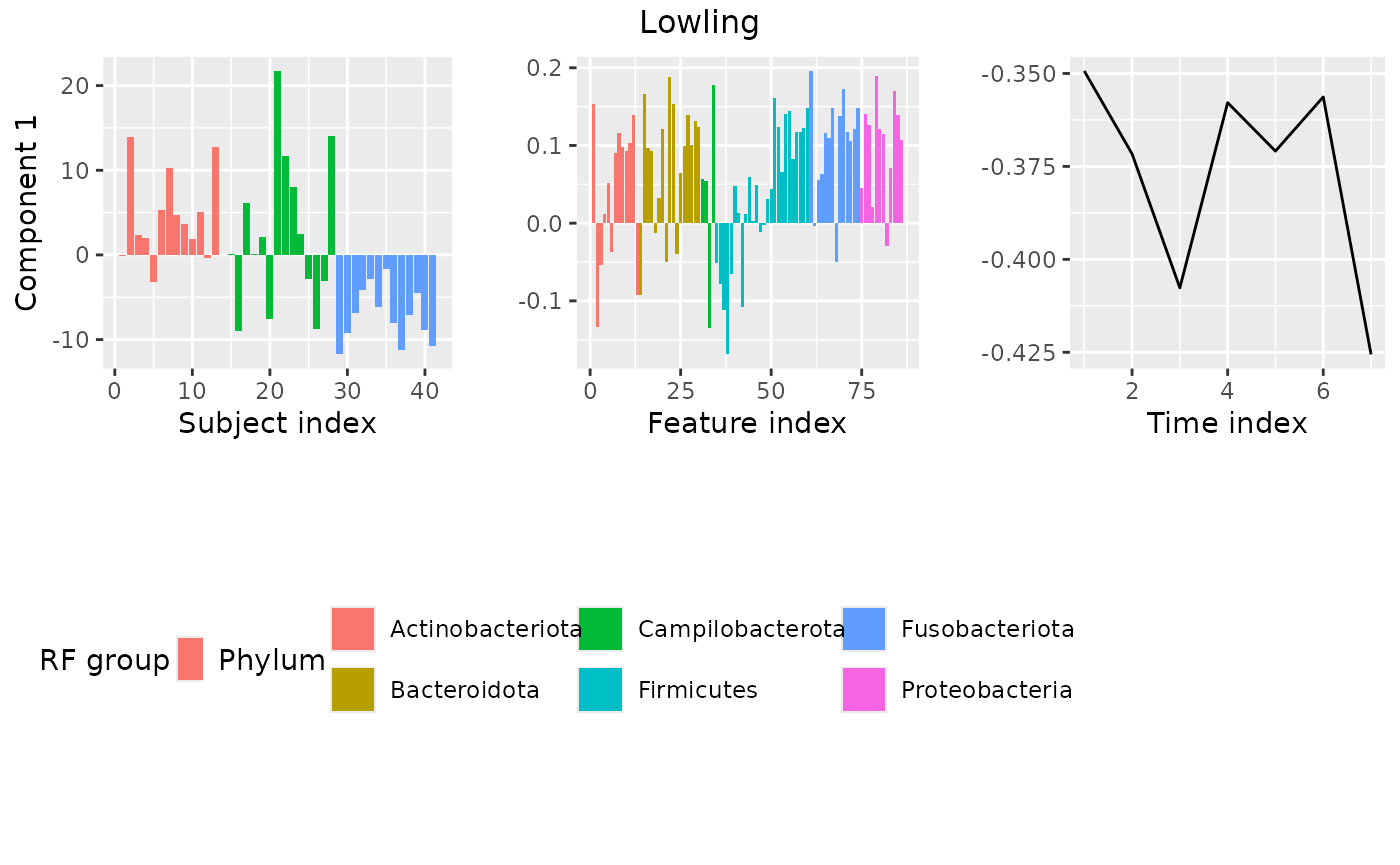 Lowling
Component 1
20
10
0
-10
0 10 20 30 40
Subject index
0.2
0.1
0.0
-0.1
0 25 50 75
Feature index
-0.350
-0.375
-0.400
-0.425
2 4 6
Time index
RF group
Phylum
Actinobacteriota Campilobacterota Fusobacteriota
Bacteroidota Firmicutes Proteobacteria